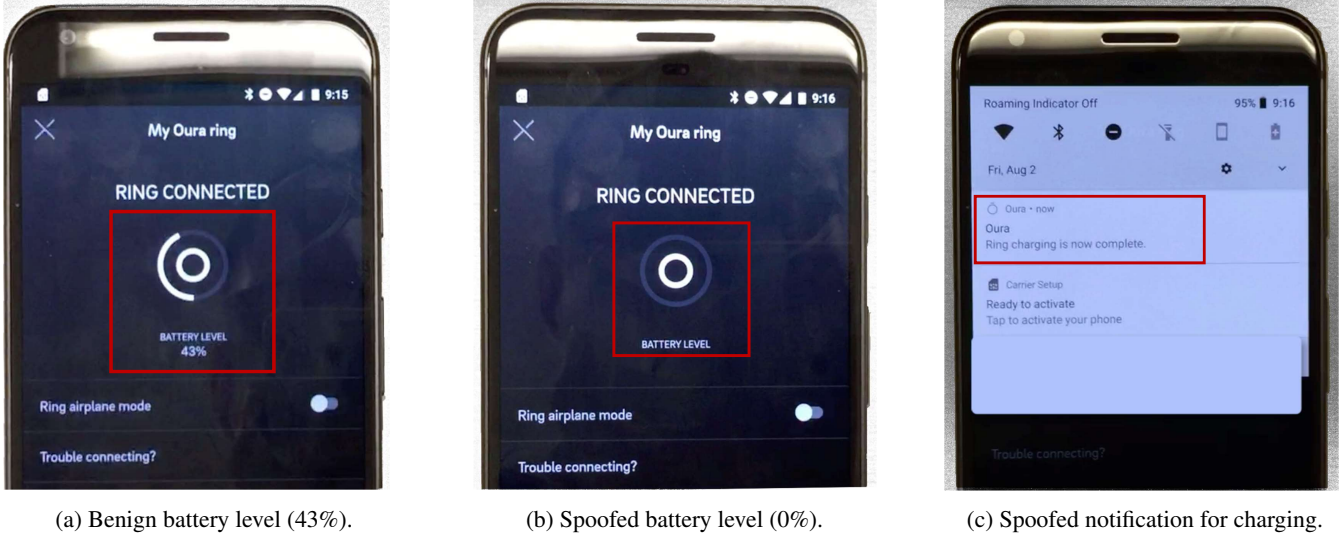 9:15
My Oura ring
RING CONNECTED
BATTERY LEVEL
43%
Ring airplane mode
Trouble connecting?
(a) Benign battery level (43%).
9:16
My Oura ring
RING CONNECTED
BATTERY LEVEL
Ring airplane mode
Trouble connecting?
(b) Spoofed battery level (0%).
Roaming Indicator Off 95% 9:16
Fri, Aug 2
Oura • now
Oura
Ring charging is now complete.
Carrier Setup
Ready to activate
Tap to activate your phone
Trouble connecting?
(c) Spoofed notification for charging.